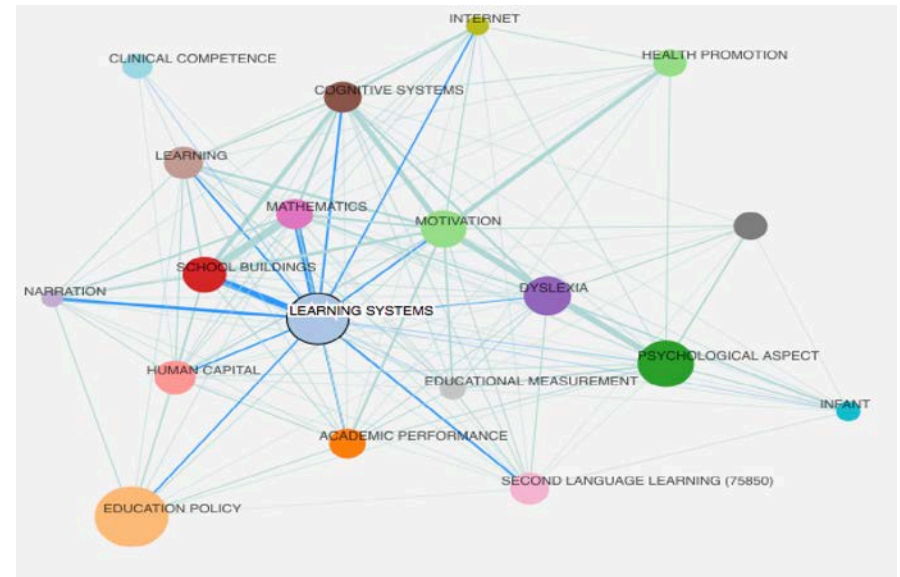 INTERNET
CLINICAL COMPETENCE
HEALTH PROMOTION
COGNITIVE SYSTEMS
LEARNING
MATHEMATICS
MOTIVATION
SCHOOL BUILDINGS
NARRATION
DYSLEXIA
LEARNING SYSTEMS
PSYCHOLOGICAL ASPECT
HUMAN CAPITAL
EDUCATIONAL MEASUREMENT
INFANT
ACADEMIC PERFORMANCE
SECOND LANGUAGE LEARNING (75850)
EDUCATION POLICY